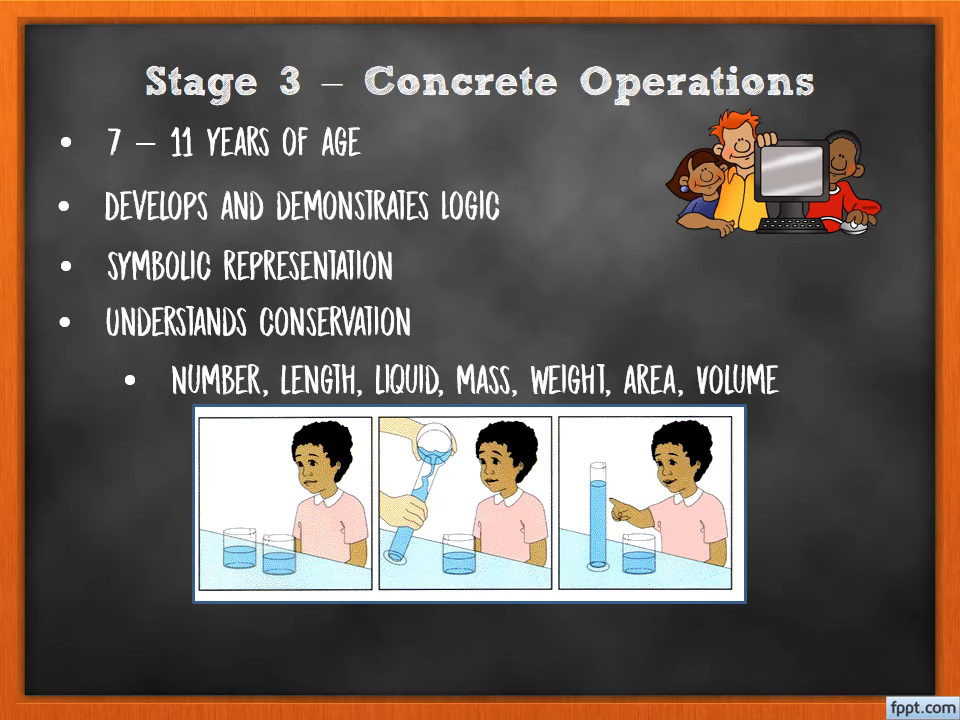 Stage 3 – Concrete Operations
• 7 – 11 YEARS OF AGE
• DEVELOPS AND DEMONSTRATES LOGIC
• SYMBOLIC REPRESENTATION
• UNDERSTANDS CONSERVATION
• NUMBER, LENGTH, LIQUID, MASS, WEIGHT, AREA, VOLUME
fppt.com